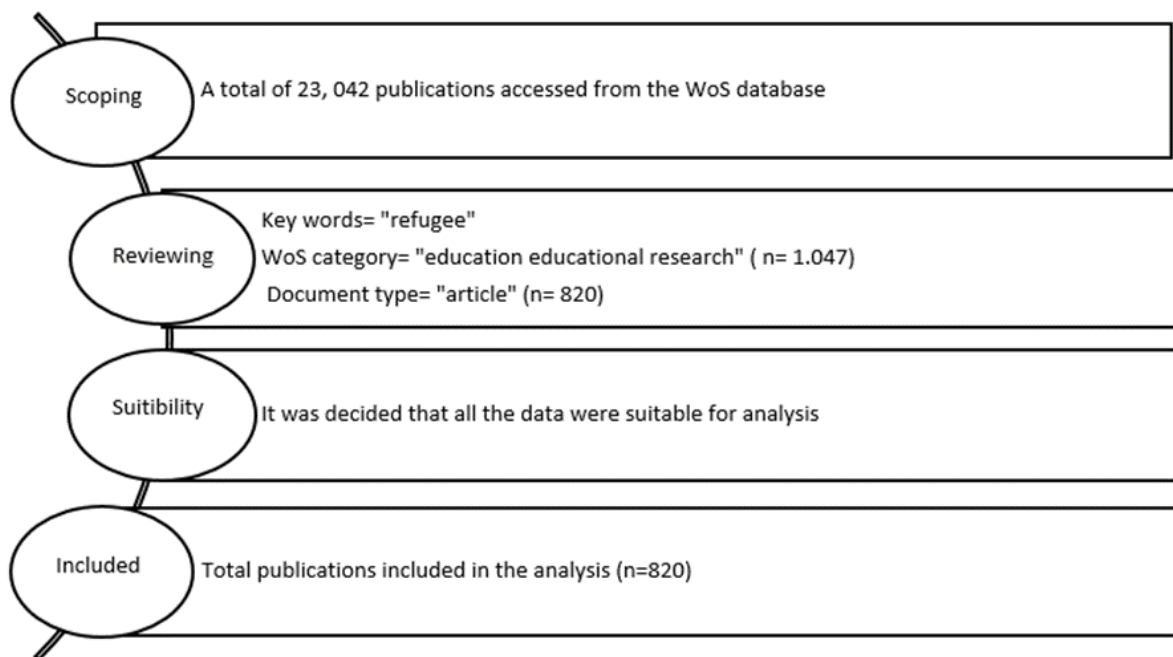 Scoping
A total of 23, 042 publications accessed from the WoS database
Reviewing
Key words= "refugee"
WoS category= "education educational research" ( n= 1.047)
Document type= "article" (n= 820)
Suitibility
It was decided that all the data were suitable for analysis
Included
Total publications included in the analysis (n=820)